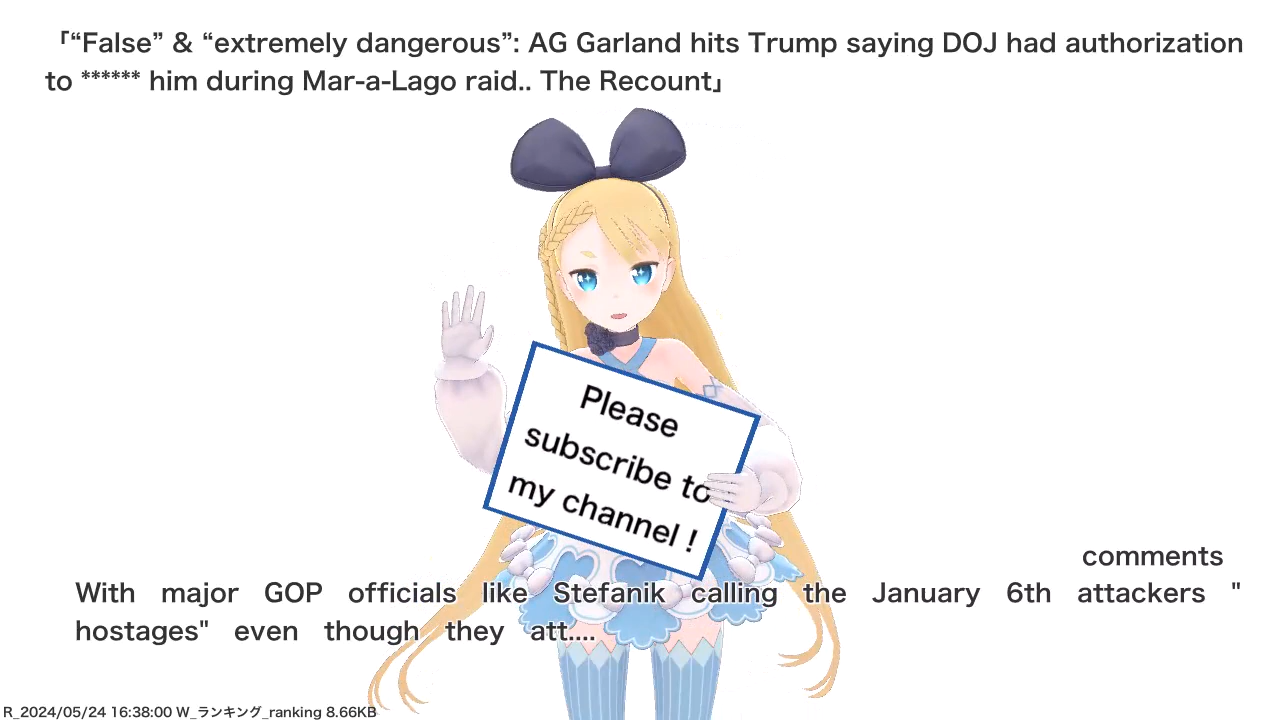 「“False” & “extremely dangerous”: AG Garland hits Trump saying DOJ had authorization
to ****** him during Mar-a-Lago raid.. The Recount」
Please
subscribe to
my channel !
comments
With major GOP officials like Stefanik calling the January 6th attackers "
hostages" even though they att....
R_2024/05/24 16:38:00 W_ランキング_ranking 8.66KB